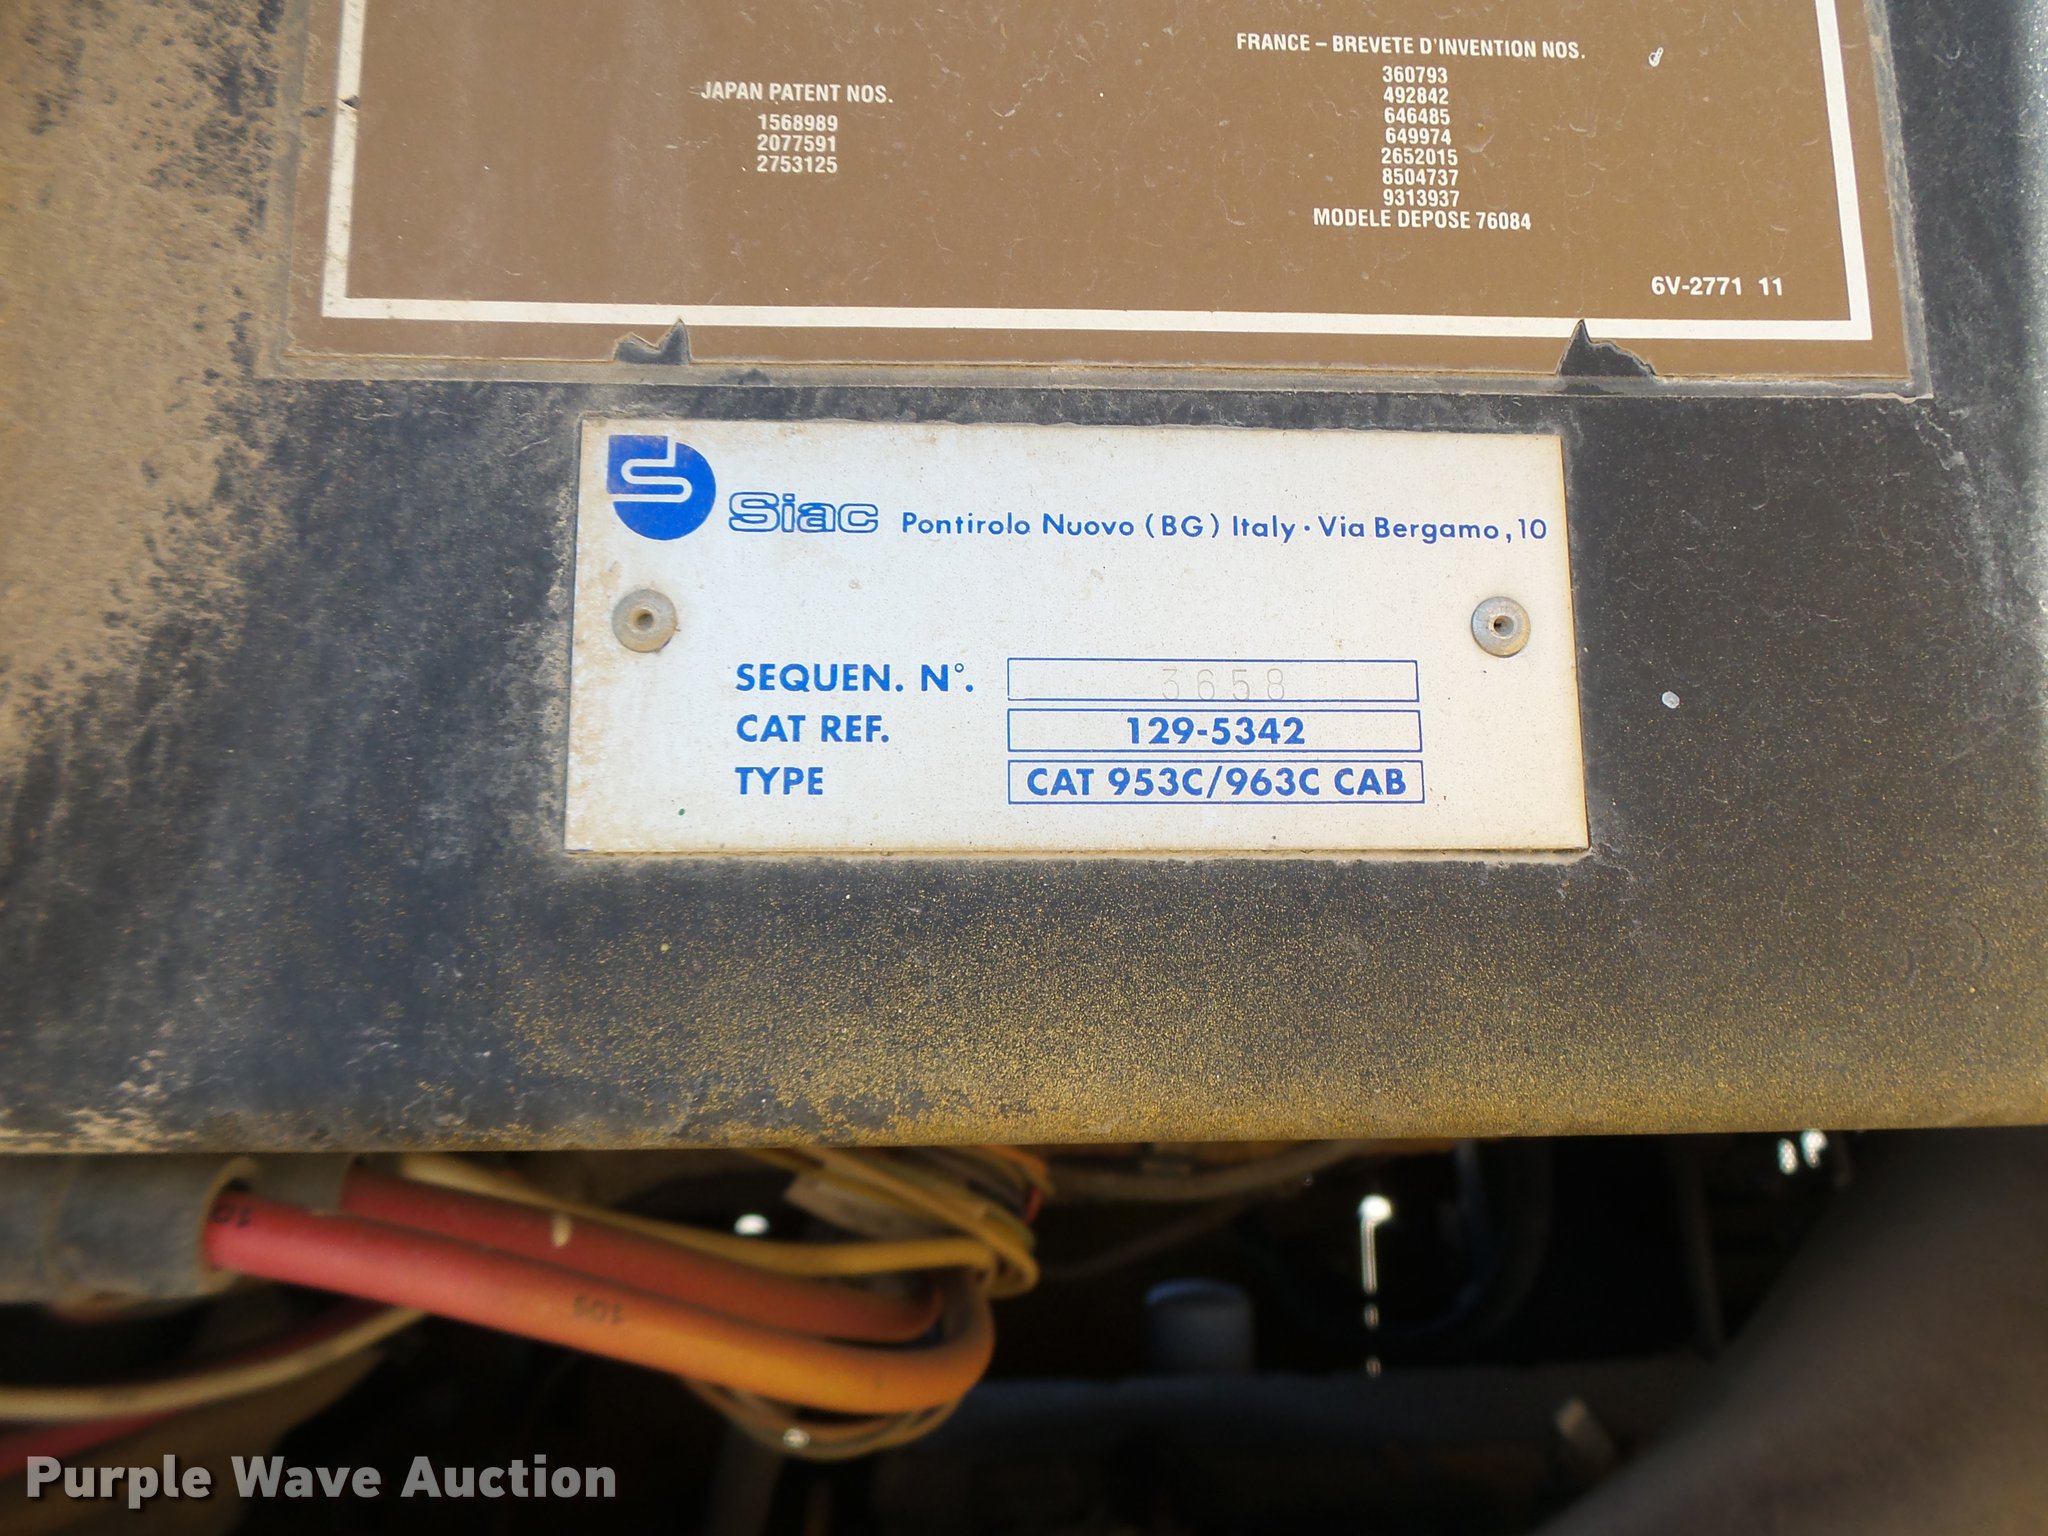 JAPAN PATENT NOS.
1568989
2077591
2753125
FRANCE – BREVETE D'INVENTION NOS.
360793
492842
646485
649974
2652015
8504737
9313937
MODELE DEPOSE 76084
6V-2771 11
Siac Pontirolo Nuovo (BG) Italy · Via Bergamo, 10
SEQUEN. N°. 3658
CAT REF. 129-5342
TYPE CAT 953C/963C CAB
109
Purple Wave Auction